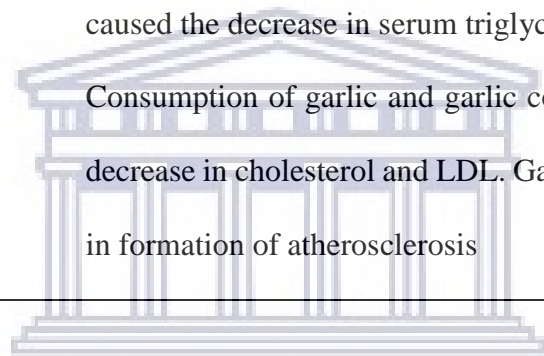 caused the decrease in serum triglyc
Consumption of garlic and garlic co
decrease in cholesterol and LDL. Ga
in formation of atherosclerosis